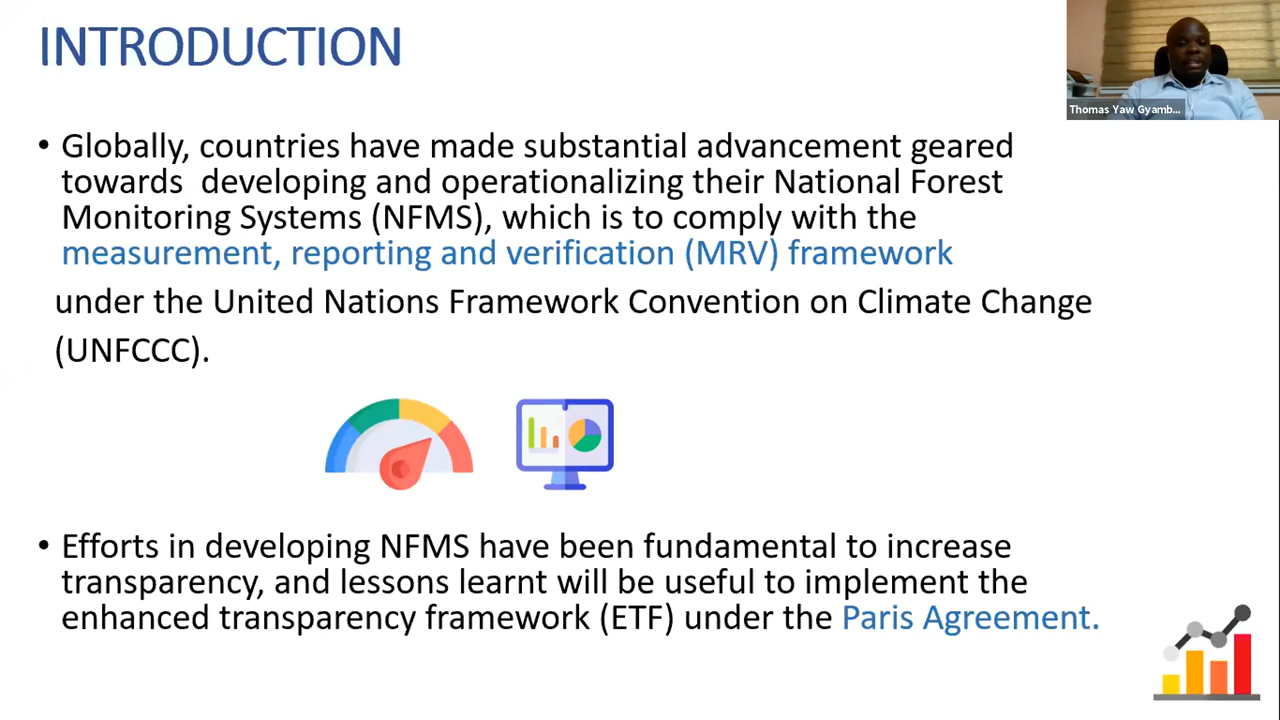 INTRODUCTION
Thomas Yaw Gyamb...
• Globally, countries have made substantial advancement geared
towards  developing and operationalizing their National Forest
Monitoring Systems (NFMS), which is to comply with the
measurement, reporting and verification (MRV) framework
under the United Nations Framework Convention on Climate Change
(UNFCCC).
• Efforts in developing NFMS have been fundamental to increase
transparency, and lessons learnt will be useful to implement the
enhanced transparency framework (ETF) under the Paris Agreement.